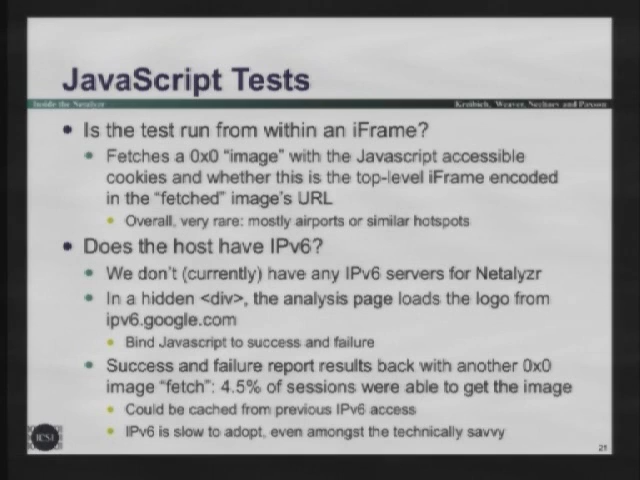 JavaScript Tests
Inside the Netalyzr
Kreibich, Weaver, Nechaev and Paxson
• Is the test run from within an iFrame?
• Fetches a 0x0 "image" with the Javascript accessible
cookies and whether this is the top-level iFrame encoded
in the "fetched" image's URL
• Overall, very rare: mostly airports or similar hotspots
• Does the host have IPv6?
• We don't (currently) have any IPv6 servers for Netalyzr
• In a hidden <div>, the analysis page loads the logo from
ipv6.google.com
• Bind Javascript to success and failure
• Success and failure report results back with another 0x0
image "fetch": 4.5% of sessions were able to get the image
• Could be cached from previous IPv6 access
• IPv6 is slow to adopt, even amongst the technically savvy
ICSI
21